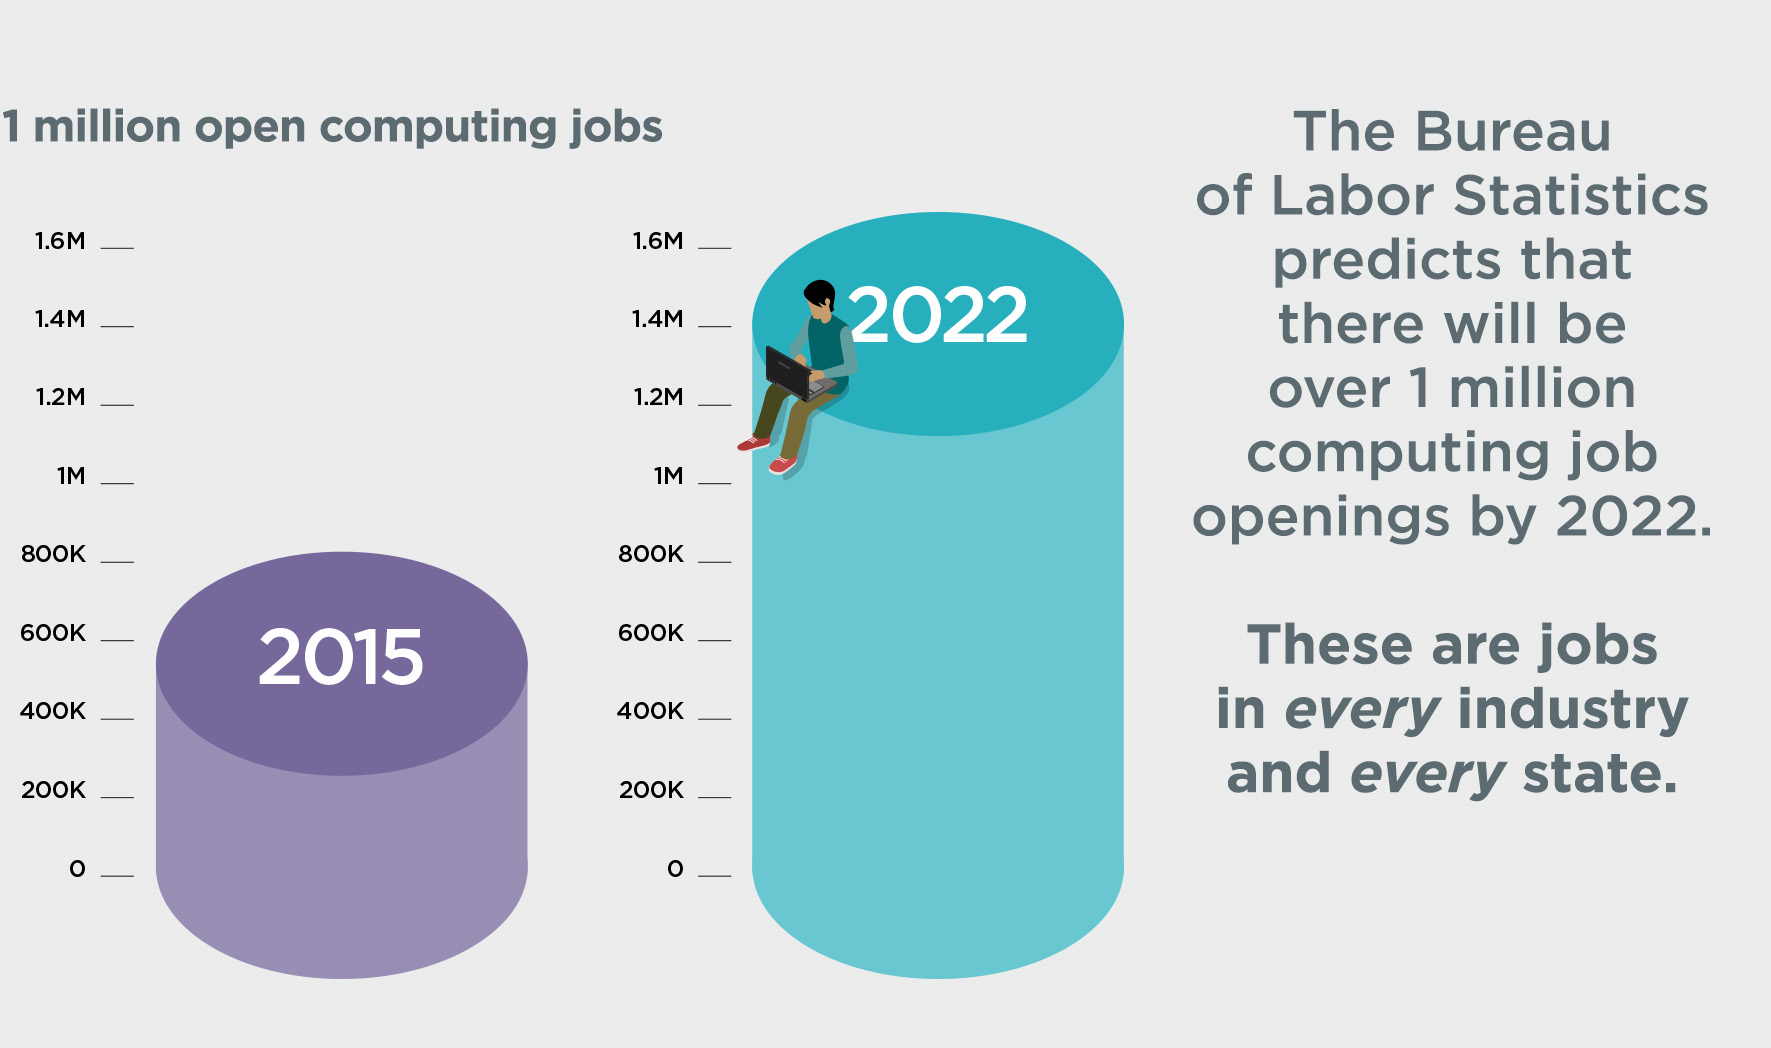 1 million open computing jobs
1.6M
1.4M
1.2M
1M
800K
600K
400K
200K
0
2015
1.6M
1.4M
1.2M
1M
800K
600K
400K
200K
0
2022
The Bureau
of Labor Statistics
predicts that
there will be
over 1 million
computing job
openings by 2022.
These are jobs
in every industry
and every state.